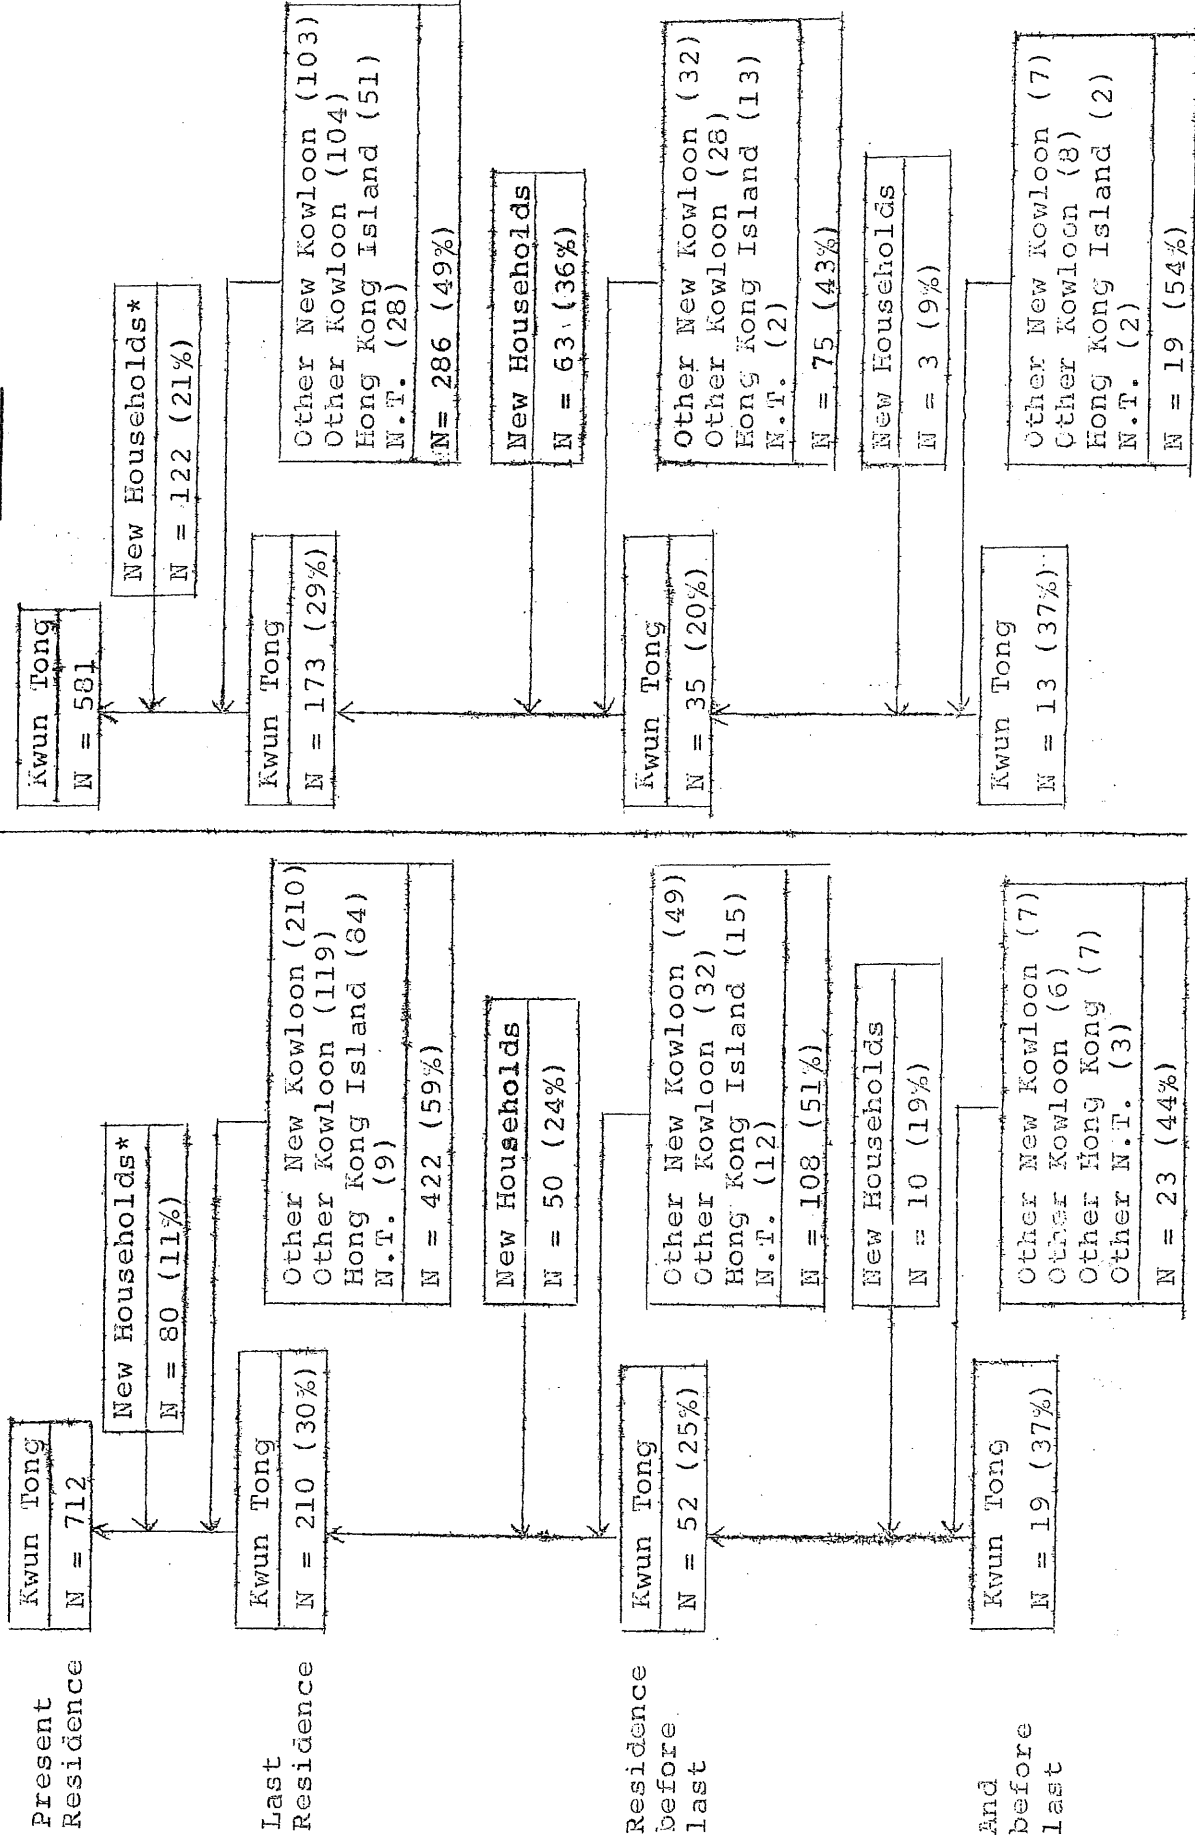 Present
Residence
Kwun Tong
N = 712
New Households*
N = 80 (11%)
Last
Residence
Kwun Tong
N = 210 (30%)
Other New Kowloon (210)
Other Kowloon (119)
Hong Kong Island (84)
N.T. (9)
N = 422 (59%)
New Households
N = 50 (24%)
Residence
before
last
Kwun Tong
N = 52 (25%)
Other New Kowloon (49)
Other Kowloon (32)
Hong Kong Island (15)
N.T. (12)
N = 108 (51%)
New Households
N = 10 (19%)
And
before
last
Kwun Tong
N = 19 (37%)
Other New Kowloon (7)
Other Kowloon (6)
Other Hong Kong (7)
Other N.T. (3)
N = 23 (44%)
Kwun Tong
N = 581
New Households*
N = 122 (21%)
Kwun Tong
N = 173 (29%)
Other New Kowloon (103)
Other Kowloon (104)
Hong Kong Island (51)
N.T. (28)
N= 286 (49%)
New Households
N = 63 (36%)
Kwun Tong
N = 35 (20%)
Other New Kowloon (32)
Other Kowloon (28)
Hong Kong Island (13)
N.T. (2)
N = 75 (43%)
New Households
N = 3 (9%)
Kwun Tong
N = 13 (37%)
Other New Kowloon (7)
Other Kowloon (8)
Hong Kong Island (2)
N.T. (2)
N = 19 (54%)